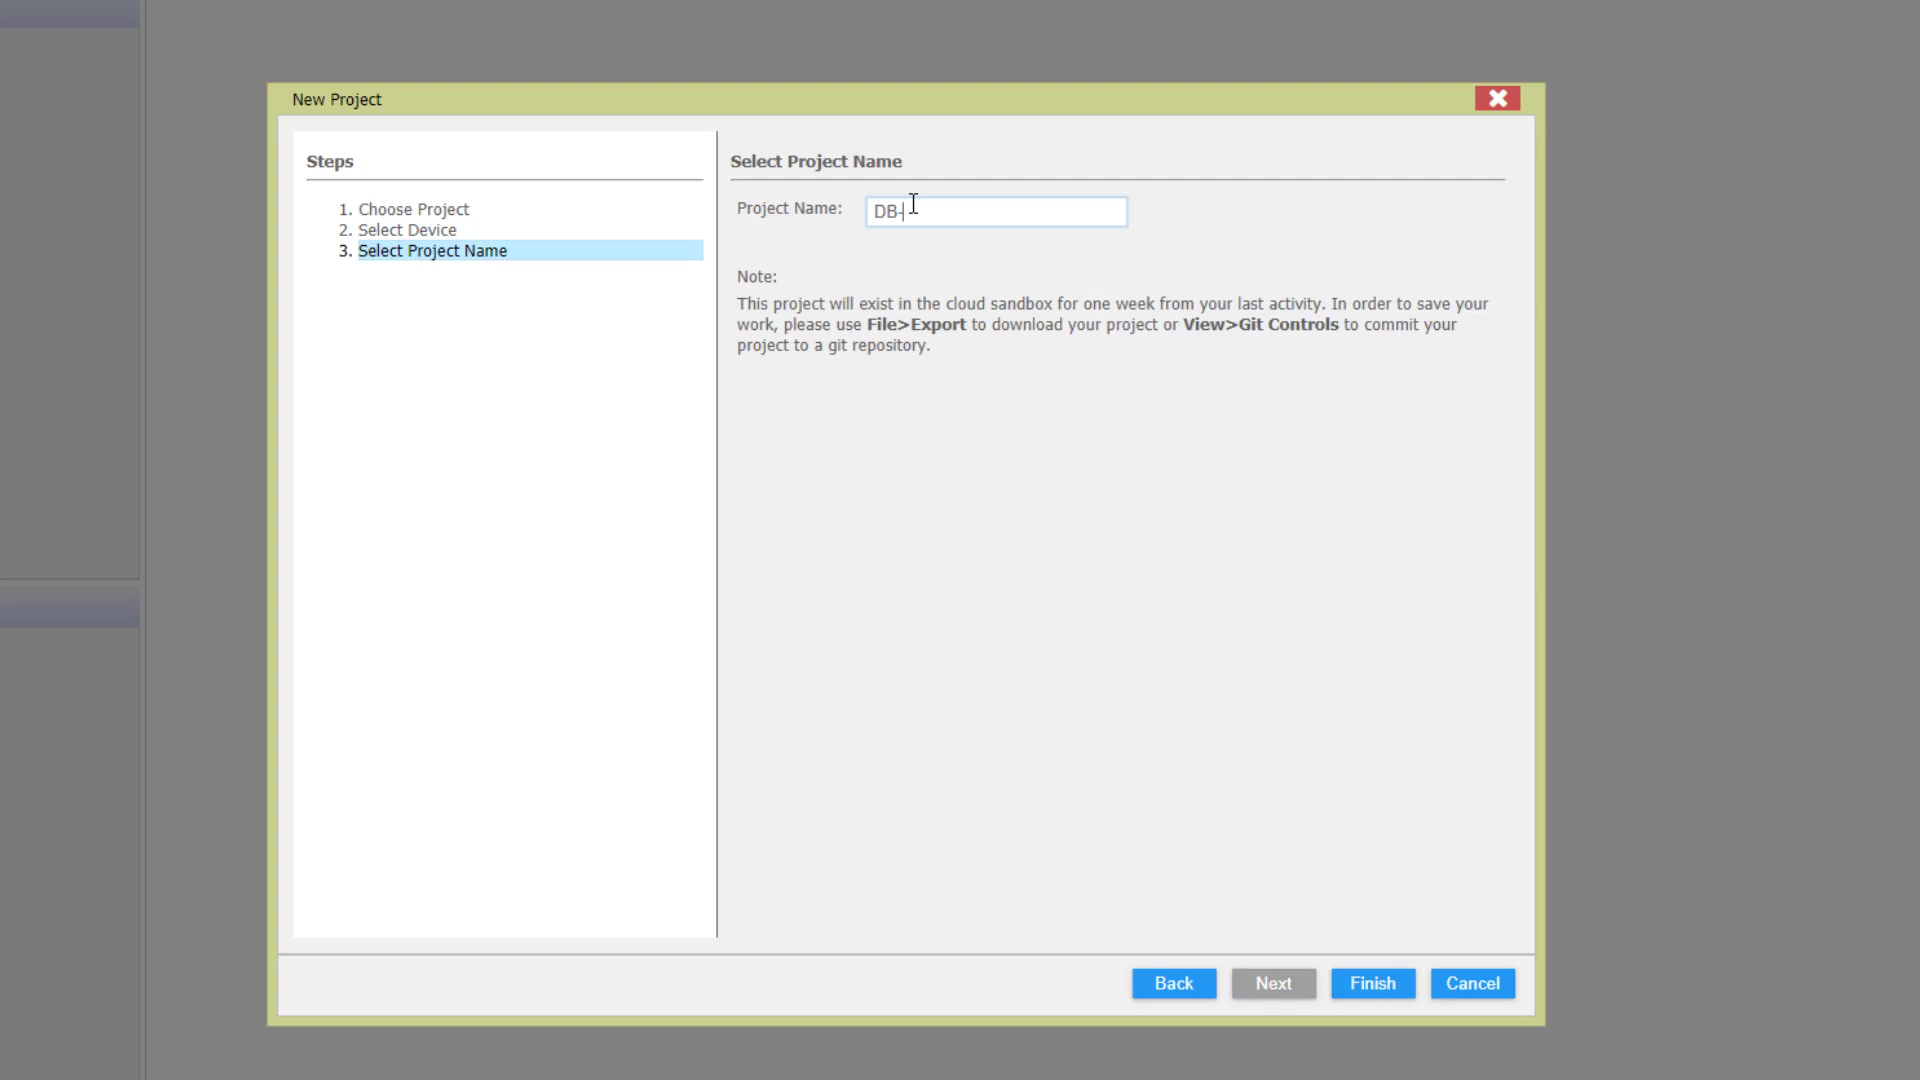 New Project
Steps
1. Choose Project
2. Select Device
3. Select Project Name
Select Project Name
Project Name: DB-
Note:
This project will exist in the cloud sandbox for one week from your last activity. In order to save your
work, please use File>Export to download your project or View>Git Controls to commit your
project to a git repository.
Back Next Finish Cancel